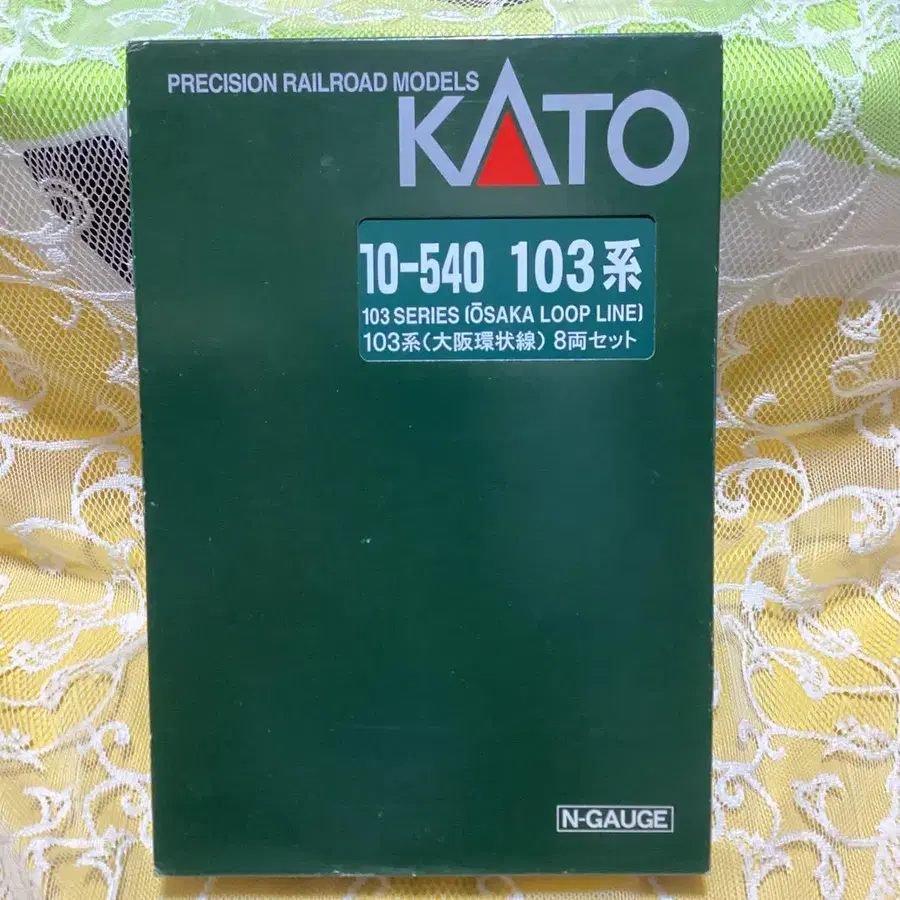 PRECISION RAILROAD MODELS
KATO
10-540 103系
103 SERIES (ŌSAKA LOOP LINE)
103系(大阪環状線) 8両セット
N-GAUGE